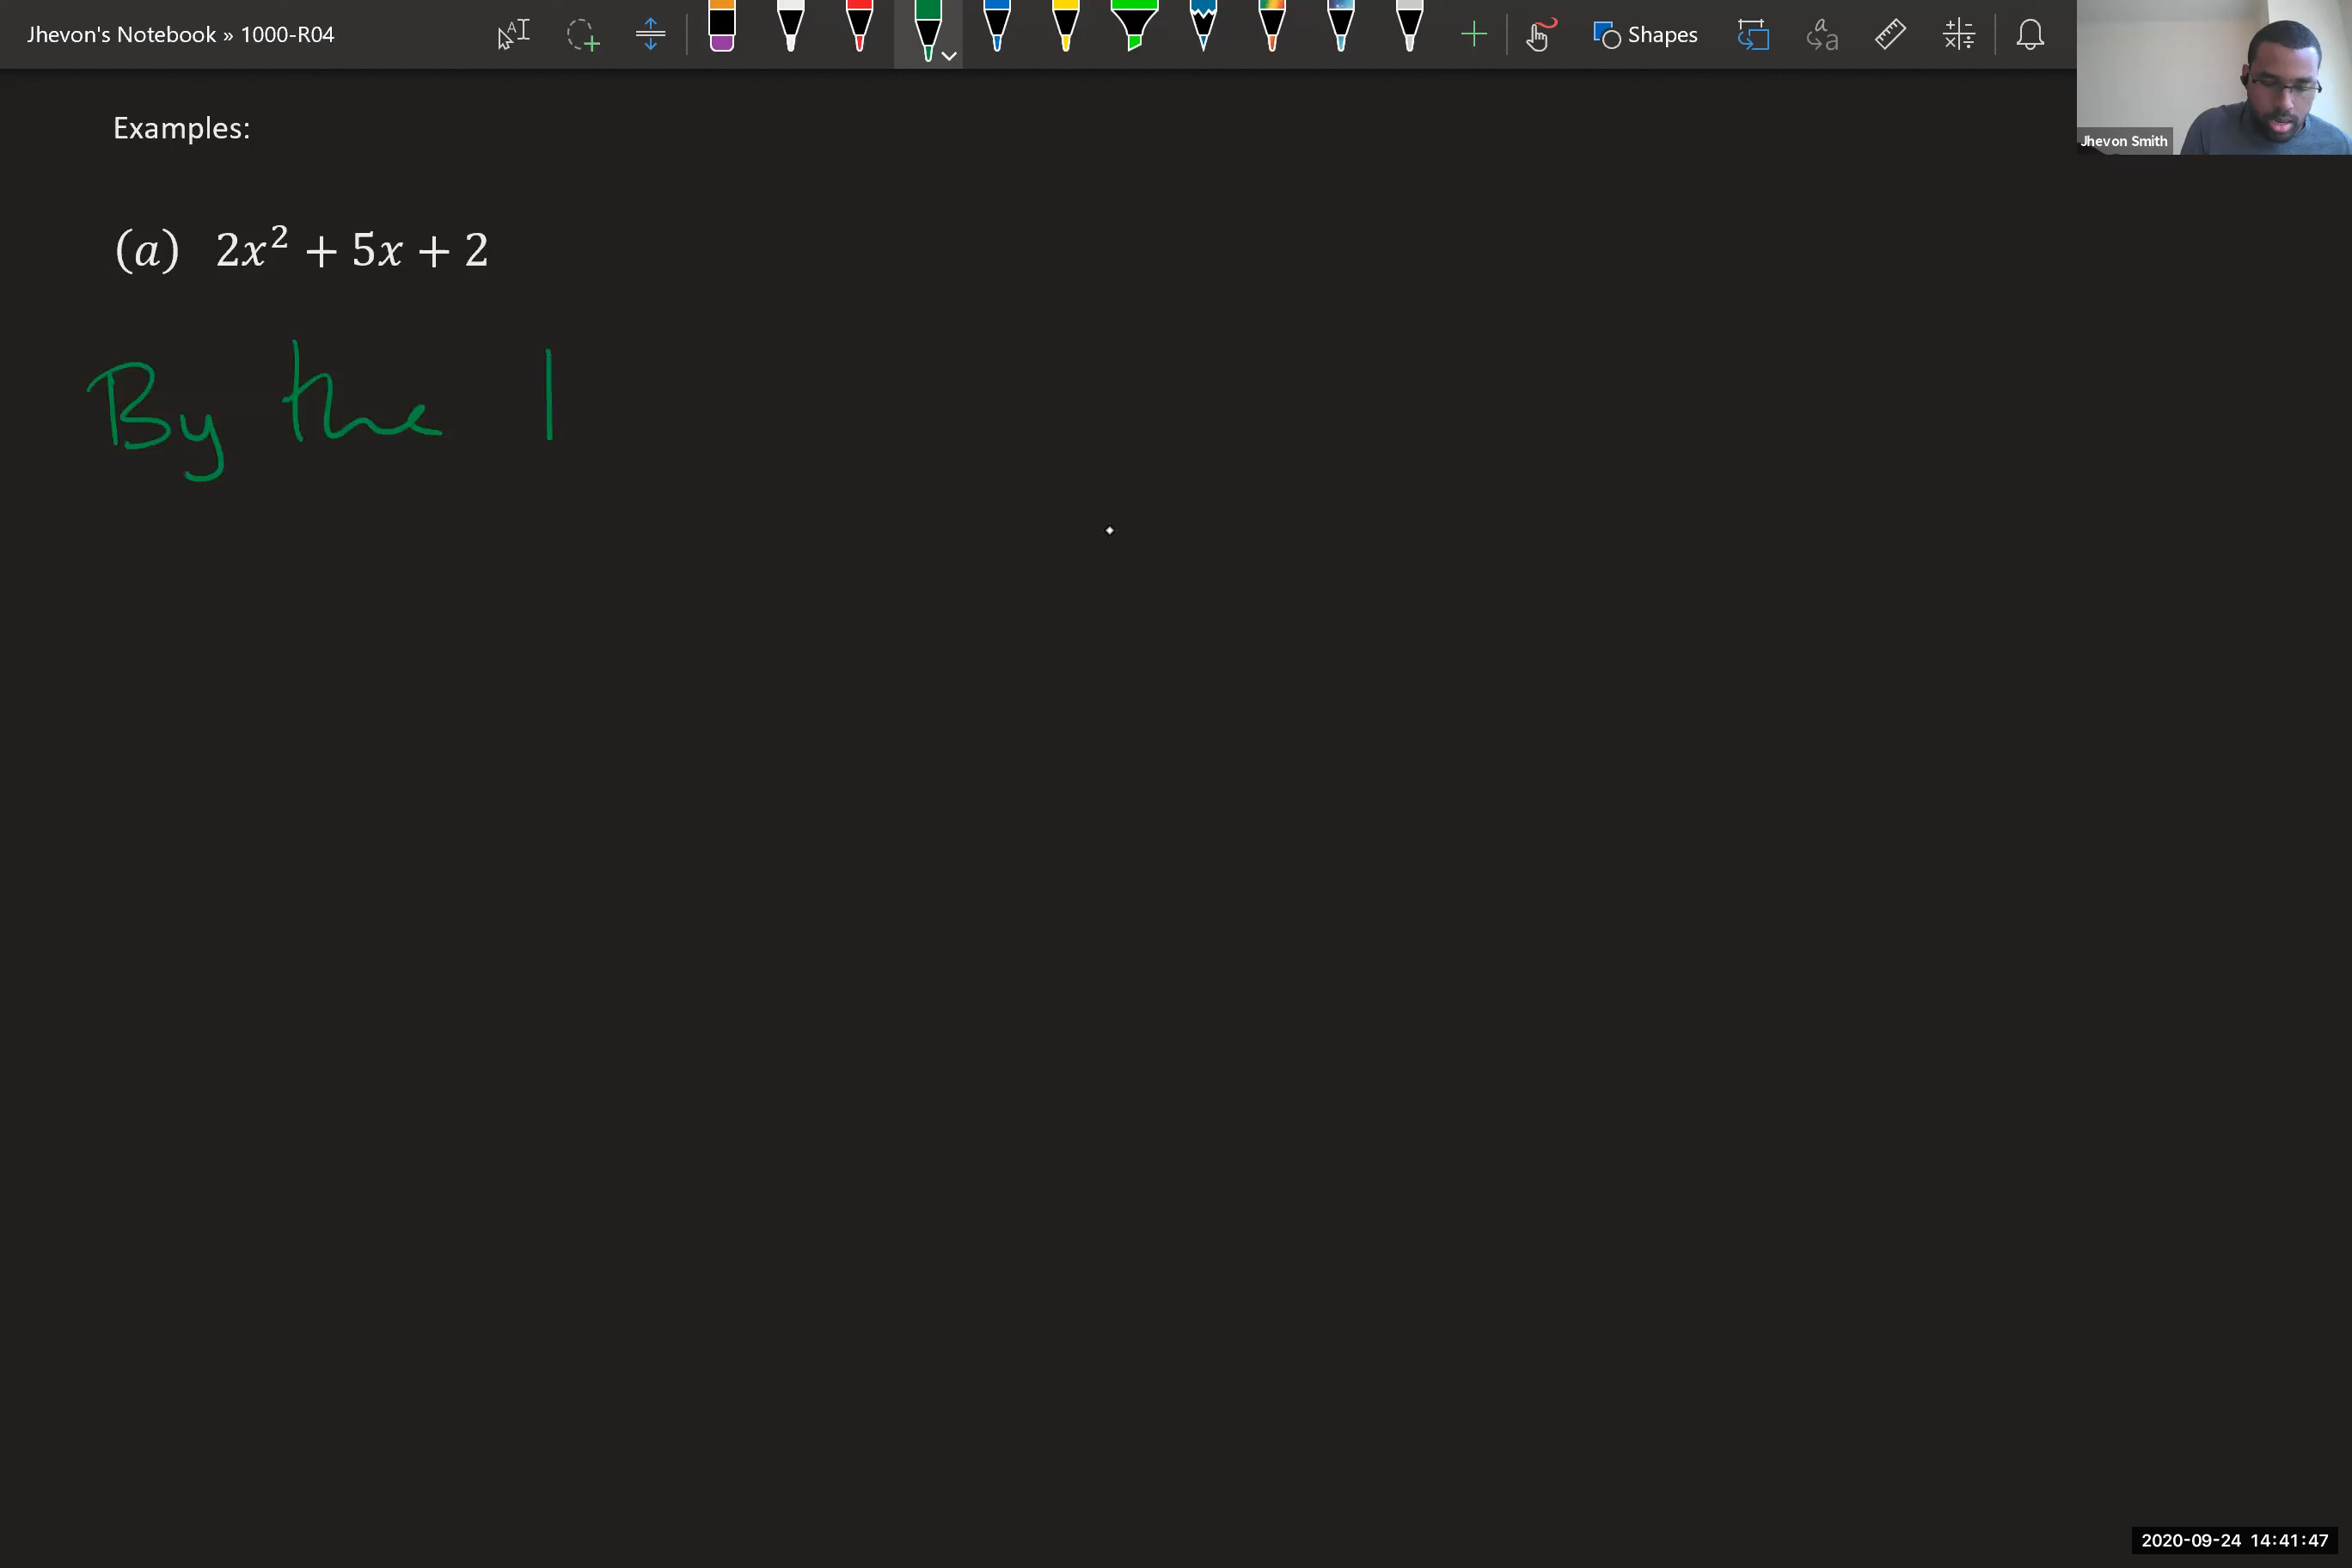 Jhevon's Notebook » 1000-R04
Shapes
Jhevon Smith
Examples:
(a) 2x² + 5x + 2
By the
2020-09-24 14:41:47